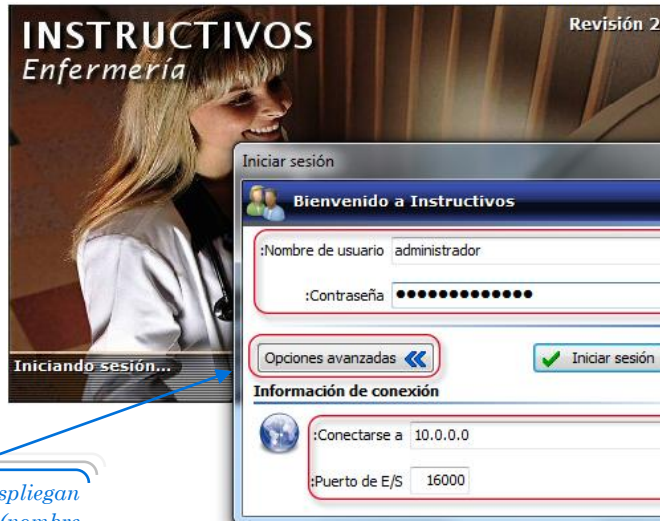 INSTRUCTIVOS
Enfermería
Revisión 2
Iniciar sesión
Bienvenido a Instructivos
:Nombre de usuario administrador
:Contraseña ●●●●●●●●●●●●●
Opciones avanzadas
Iniciar sesión
Iniciando sesión...
Información de conexión
:Conectarse a 10.0.0.0
:Puerto de E/S 16000
spliegan
(nombre